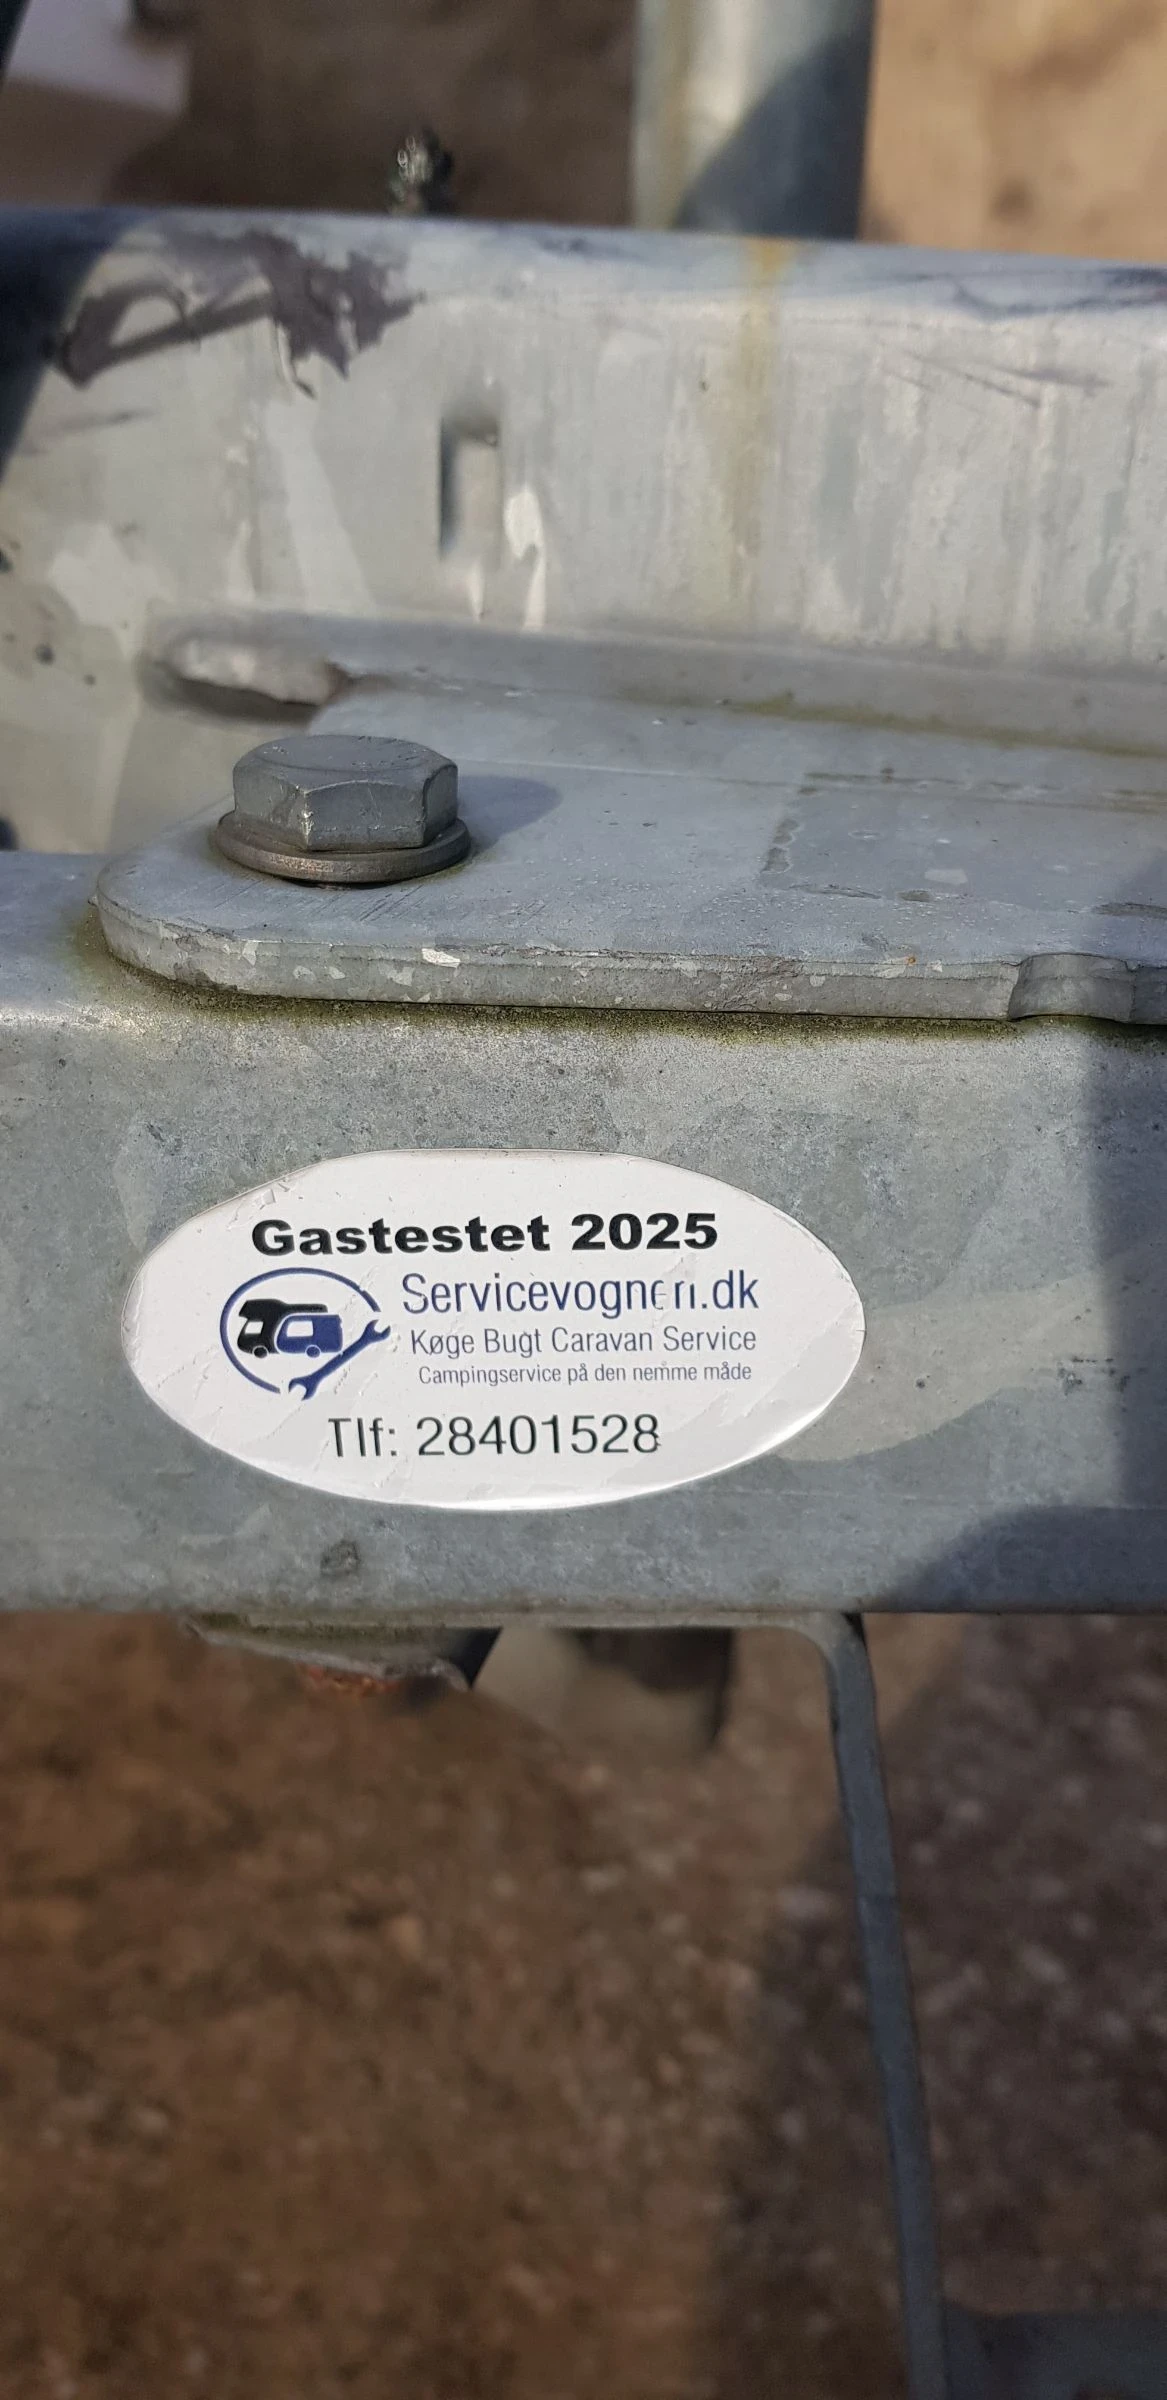 Gastestet 2025
Servicevognen.dk
Køge Bugt Caravan Service
Campingservice på den nemme måde
Tlf: 28401528